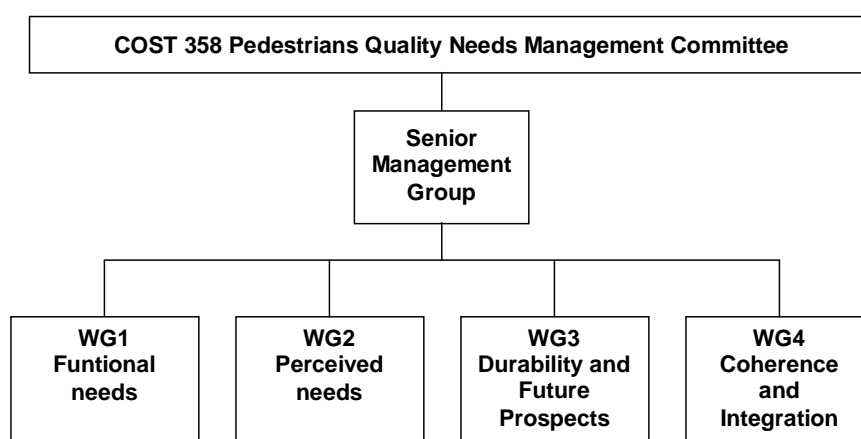 COST 358 Pedestrians Quality Needs Management Committee
Senior
Management
Group
WG1
Funtional
needs
WG2
Perceived
needs
WG3
Durability and
Future
Prospects
WG4
Coherence
and
Integration